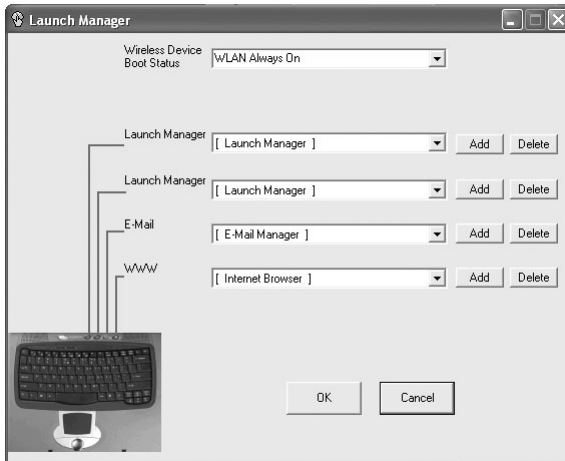 Launch Manager
Wireless Device
Boot Status
WLAN Always On
Launch Manager
[ Launch Manager ]
Add
Delete
Launch Manager
[ Launch Manager ]
Add
Delete
E-Mail
[ E-Mail Manager ]
Add
Delete
WWW
[ Internet Browser ]
Add
Delete
OK
Cancel